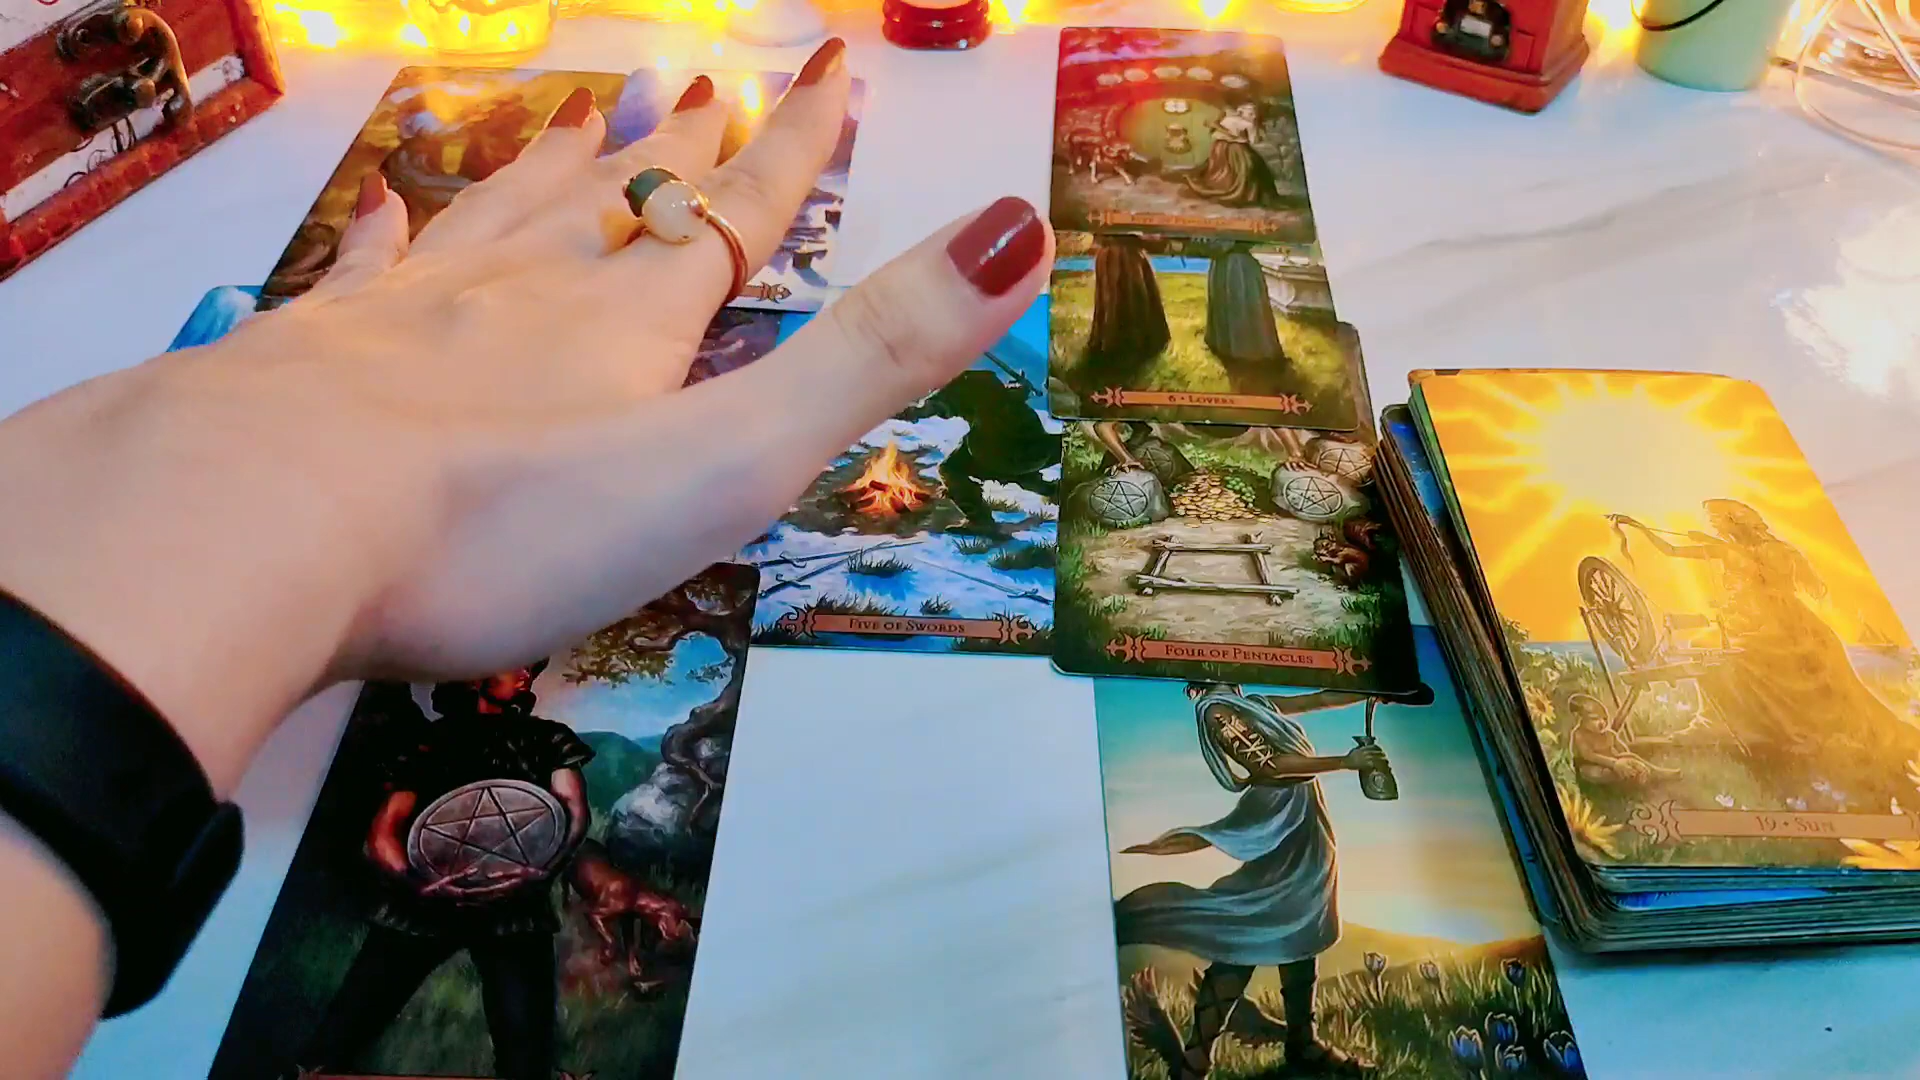 6 • LOVERS
FIVE OF SWORDS
FOUR OF PENTACLES
19 • SUN